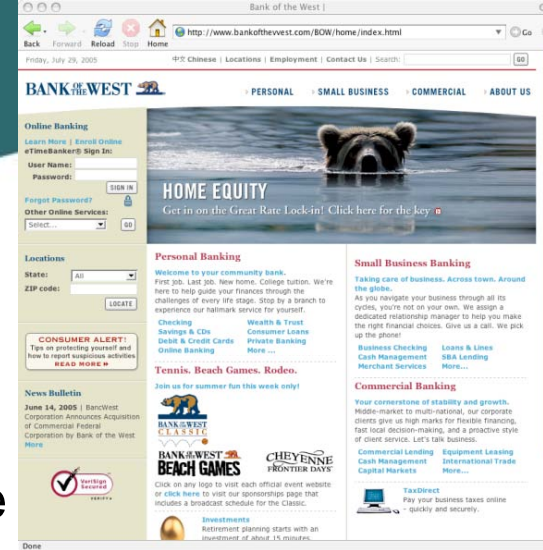 Bank of the West |
Back Forward Reload Stop Home
http://www.bankofthevvest.com/BOW/home/index.html
Go
Friday, July 29, 2005
中文 Chinese | Locations | Employment | Contact Us | Search:
GO
BANK OF THE WEST
PERSONAL
SMALL BUSINESS
COMMERCIAL
ABOUT US
Online Banking
Learn More | Enroll Online
eTimeBanker® Sign In:
User Name:
Password:
SIGN IN
Forgot Password?
Other Online Services:
Select...
GO
Locations
State: All
ZIP code:
LOCATE
CONSUMER ALERT!
Tips on protecting yourself and
how to report suspicious activities
READ MORE
News Bulletin
June 14, 2005 | BancWest
Corporation Announces Acquisition
of Commercial Federal
Corporation by Bank of the West
More
VeriSign
Secured
VERIFY
e
HOME EQUITY
Get in on the Great Rate Lock-in! Click here for the key
Personal Banking
Welcome to your community bank.
First job. Last job. New home. College tuition. We're
here to help guide your finances through the
challenges of every life stage. Stop by a branch to
experience our hallmark service for yourself.
Checking
Savings & CDs
Debit & Credit Cards
Online Banking
Wealth & Trust
Consumer Loans
Private Banking
More ...
Tennis. Beach Games. Rodeo.
Join us for summer fun this week only!
BANK OF THE WEST
CLASSIC
BANK OF THE WEST
BEACH GAMES
CHEYENNE
FRONTIER DAYS
Click on any logo to visit each official event website
or click here to visit our sponsorships page that
includes a broadcast schedule for the Classic.
Investments
Retirement planning starts with an
investment of about 15 minutes.
Small Business Banking
Taking care of business. Across town. Around
the globe.
As you navigate your business through all its
cycles, you're not on your own. We assign a
dedicated relationship manager to help you make
the right financial choices. Give us a call. We pick
up the phone!
Business Checking
Cash Management
Merchant Services
Loans & Lines
SBA Lending
More...
Commercial Banking
Your cornerstone of stability and growth.
Middle-market to multi-national, our corporate
clients give us high marks for flexible financing,
fast local decision-making, and a proactive style
of client service. Let's talk business.
Commercial Lending
Cash Management
Capital Markets
Equipment Leasing
International Trade
More...
TaxDirect
Pay your business taxes online
- quickly and securely.
Done